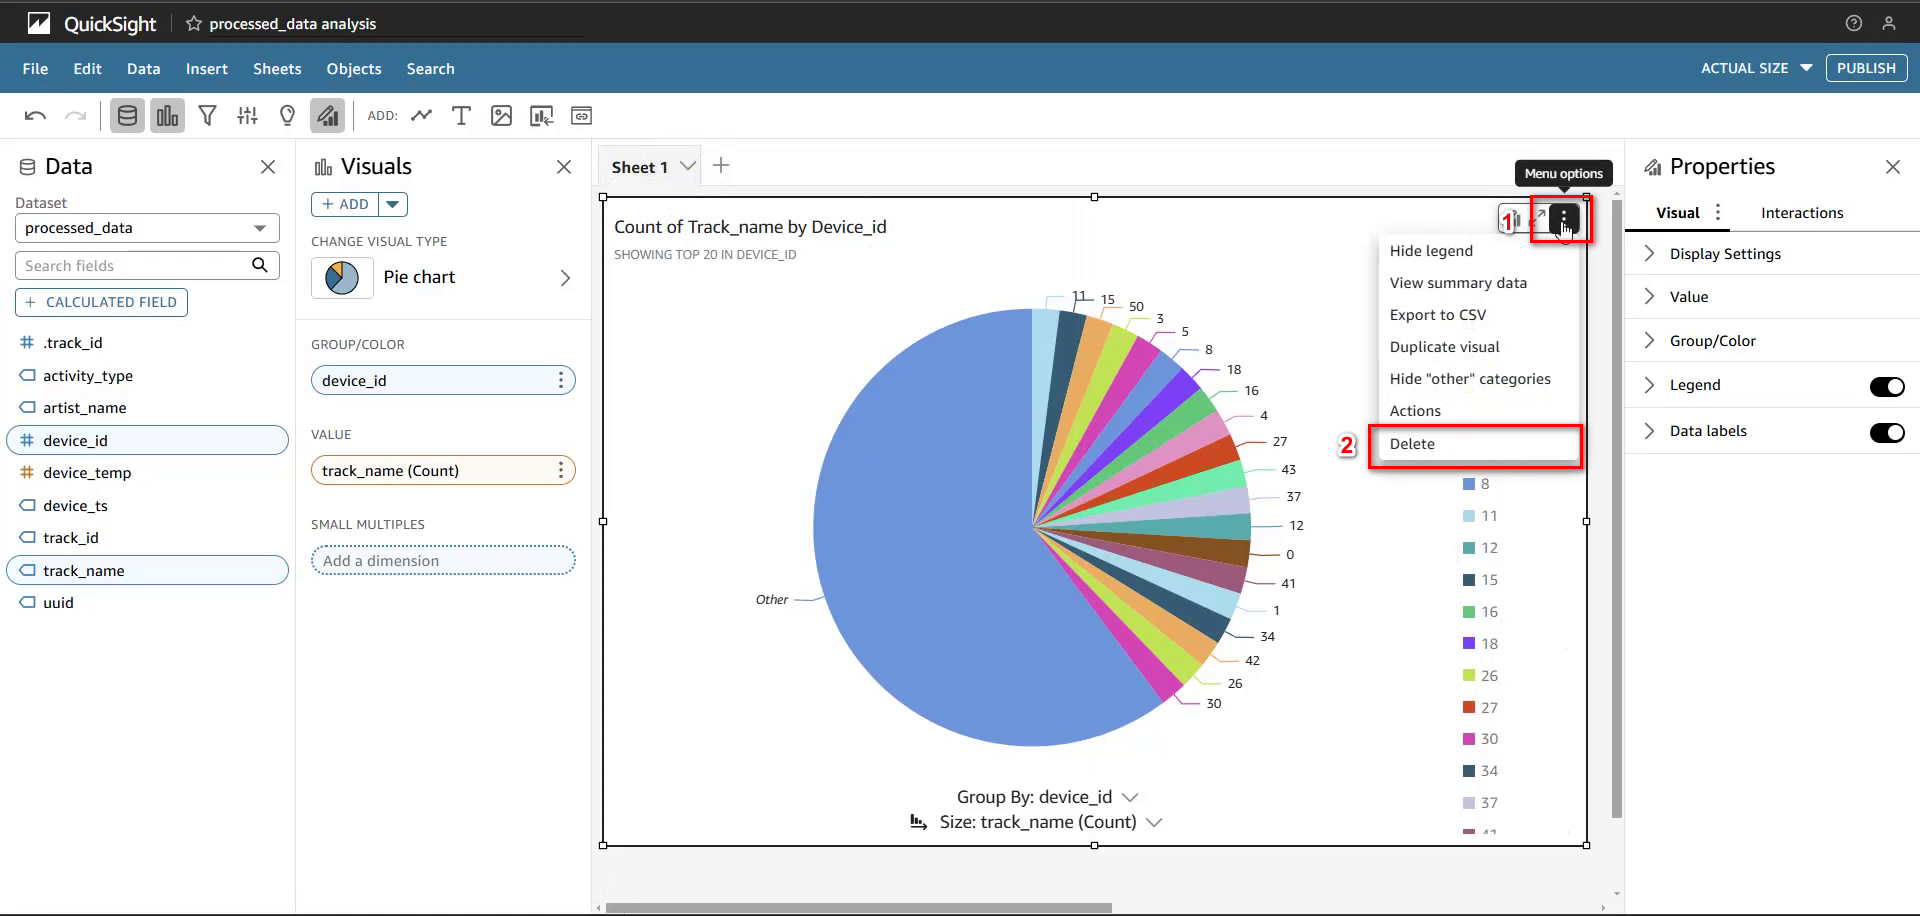 QuickSight
processed_data analysis
File Edit Data Insert Sheets Objects Search
ACTUAL SIZE
PUBLISH
ADD:
Data
Dataset
processed_data
Search fields
+ CALCULATED FIELD
.track_id
activity_type
artist_name
device_id
device_temp
device_ts
track_id
track_name
uuid
Visuals
+ ADD
CHANGE VISUAL TYPE
Pie chart
GROUP/COLOR
device_id
VALUE
track_name (Count)
SMALL MULTIPLES
Add a dimension
Sheet 1
Menu options
1
Count of Track_name by Device_id
SHOWING TOP 20 IN DEVICE_ID
Hide legend
View summary data
Export to CSV
Duplicate visual
Hide "other" categories
Actions
2
Delete
11
15
50
3
5
8
18
16
4
27
43
37
12
0
41
1
34
42
26
30
Other
8
11
12
15
16
18
26
27
30
34
37
41
Group By: device_id
Size: track_name (Count)
Properties
Visual
Interactions
Display Settings
Value
Group/Color
Legend
Data labels